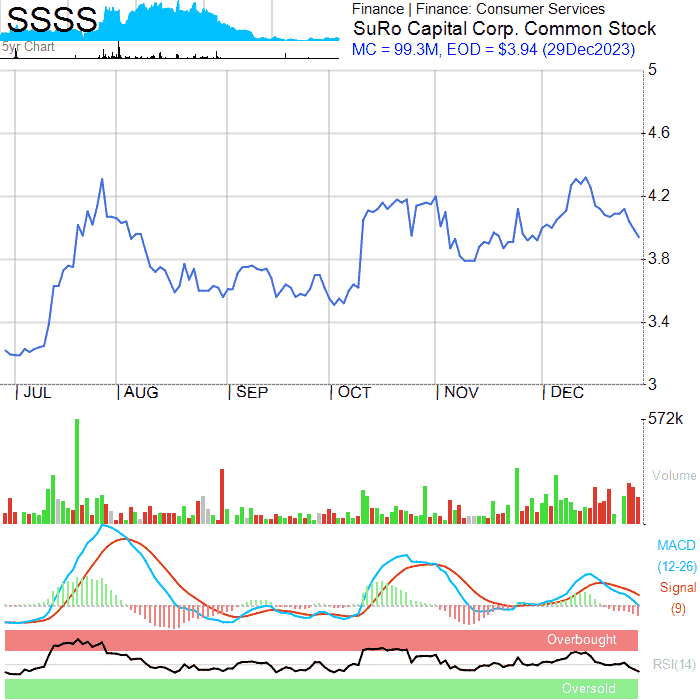 SSSS
5yr Chart
Finance | Finance: Consumer Services
SuRo Capital Corp. Common Stock
MC = 99.3M, EOD = $3.94 (29Dec2023)
5
4.6
4.2
3.8
3.4
3
|JUL |AUG |SEP |OCT |NOV |DEC
572k
Volume
MACD
(12-26)
Signal
(9)
Overbought
RSI(14)
Oversold